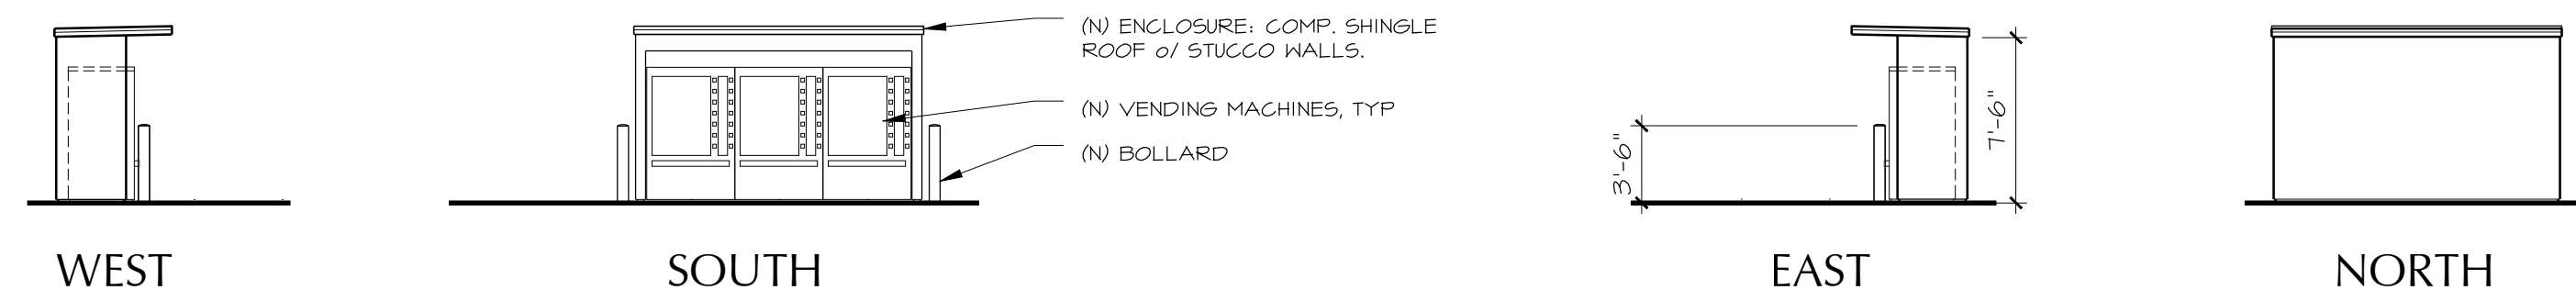 (N) ENCLOSURE: COMP. SHINGLE
ROOF o/ STUCCO WALLS.
(N) VENDING MACHINES, TYP
(N) BOLLARD
3'-6"
7'-6"
WEST
SOUTH
EAST
NORTH